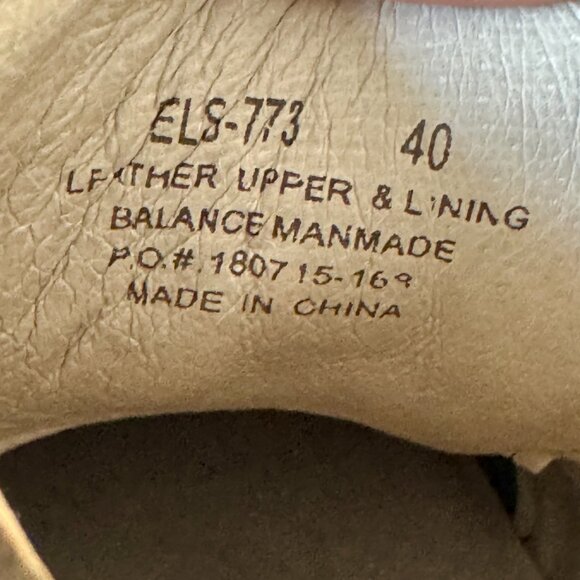 ELS-773 40
LEATHER UPPER & LINING
BALANCE MANMADE
P.O.#.180715-169
MADE IN CHINA